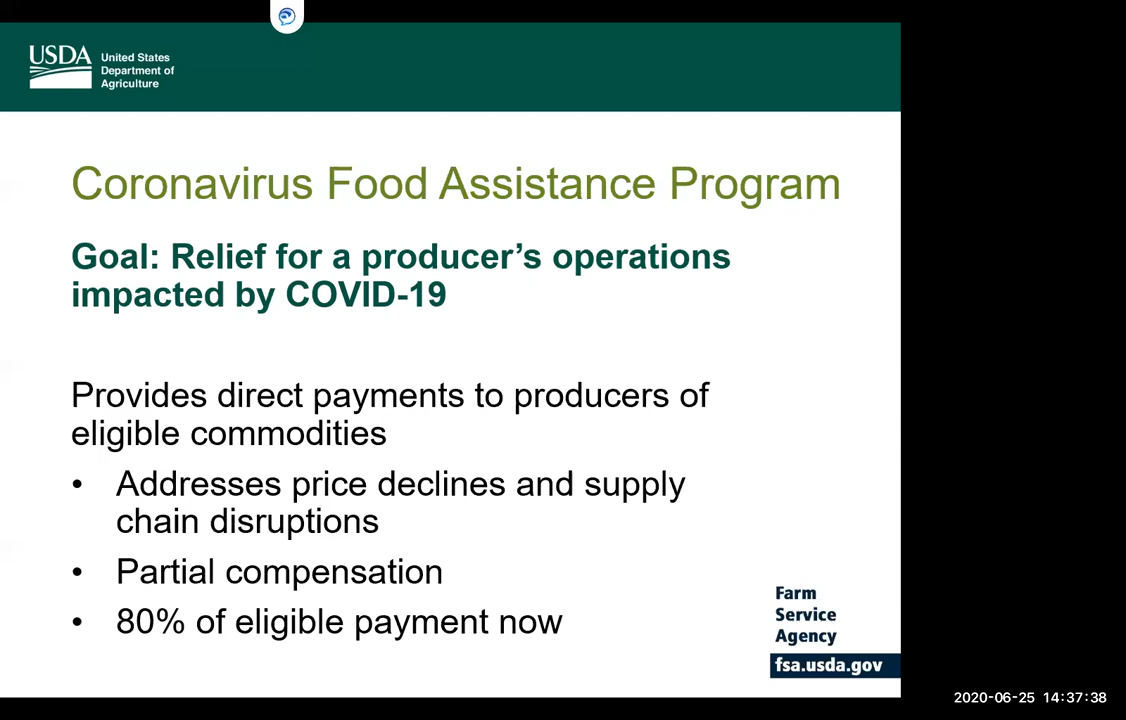 USDA
United States
Department of
Agriculture
Coronavirus Food Assistance Program
Goal: Relief for a producer’s operations
impacted by COVID-19
Provides direct payments to producers of
eligible commodities
• Addresses price declines and supply
chain disruptions
• Partial compensation
• 80% of eligible payment now
Farm
Service
Agency
fsa.usda.gov
2020-06-25 14:37:38